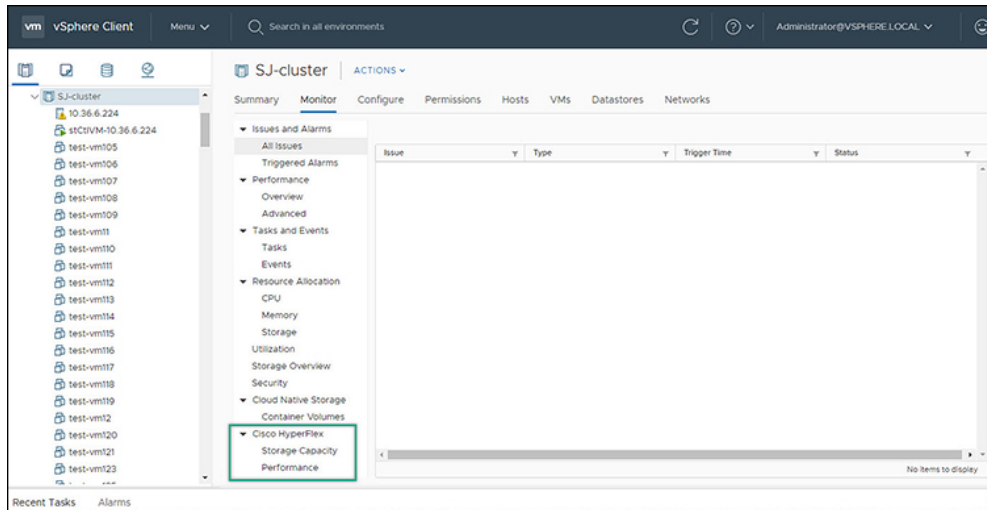 vm vSphere Client Menu Search in all environments Administrator@VSPHERE.LOCAL
SJ-cluster ACTIONS
Summary Monitor Configure Permissions Hosts VMs Datastores Networks
SJ-cluster
10.36.6.224
stCtlVM-10.36.6.224
test-vm105
test-vm106
test-vm107
test-vm108
test-vm109
test-vm11
test-vm110
test-vm111
test-vm112
test-vm113
test-vm114
test-vm115
test-vm116
test-vm117
test-vm118
test-vm119
test-vm12
test-vm120
test-vm121
test-vm123
Issues and Alarms
All Issues
Triggered Alarms
Performance
Overview
Advanced
Tasks and Events
Tasks
Events
Resource Allocation
CPU
Memory
Storage
Utilization
Storage Overview
Security
Cloud Native Storage
Container Volumes
Cisco HyperFlex
Storage Capacity
Performance
Issue Type Trigger Time Status
No items to display
Recent Tasks Alarms